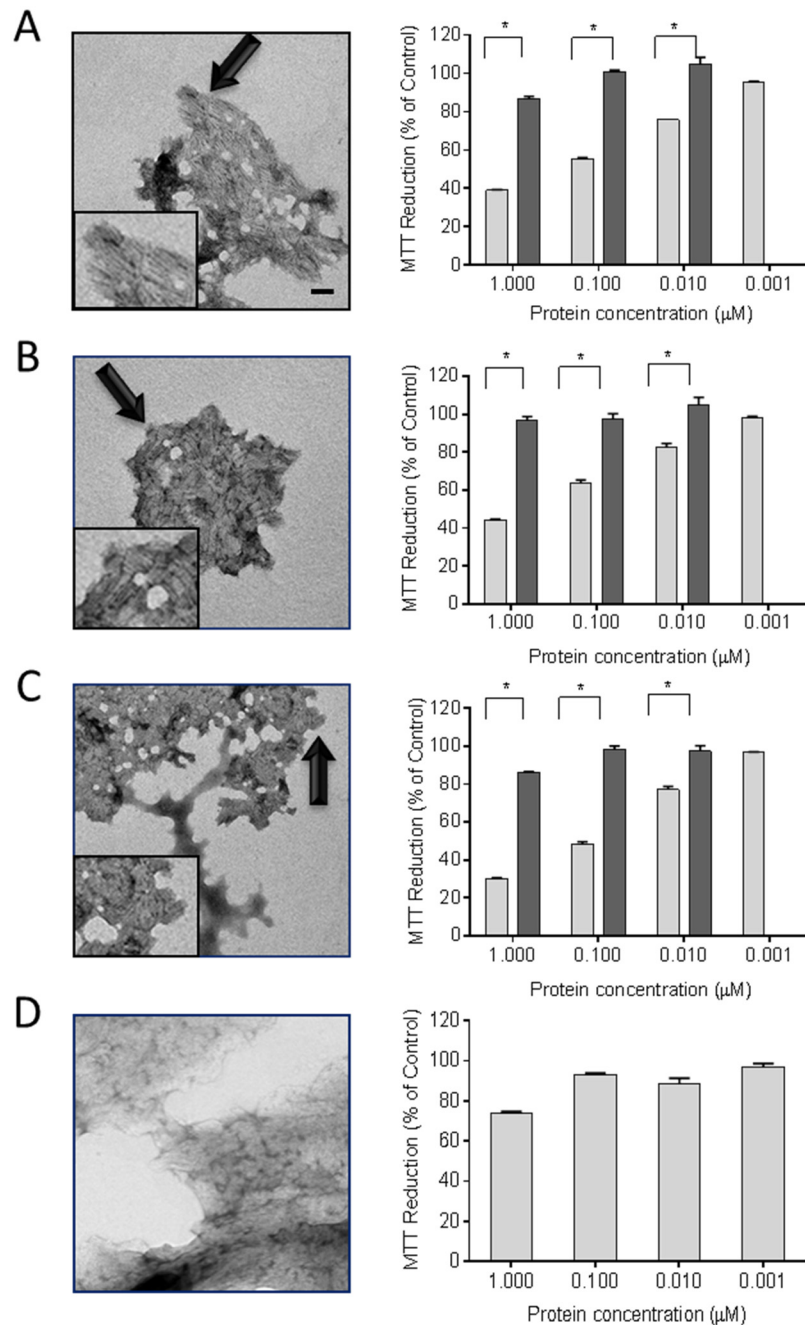 A
MTT Reduction (% of Control)
120
100
80
60
40
20
0
* * *
1.000 0.100 0.010 0.001
Protein concentration (μM)
B
MTT Reduction (% of Control)
120
100
80
60
40
20
0
* * *
1.000 0.100 0.010 0.001
Protein concentration (μM)
C
MTT Reduction (% of Control)
120
100
80
60
40
20
0
* * *
1.000 0.100 0.010 0.001
Protein concentration (μM)
D
MTT Reduction (% of Control)
120
100
80
60
40
20
0
1.000 0.100 0.010 0.001
Protein concentration (μM)